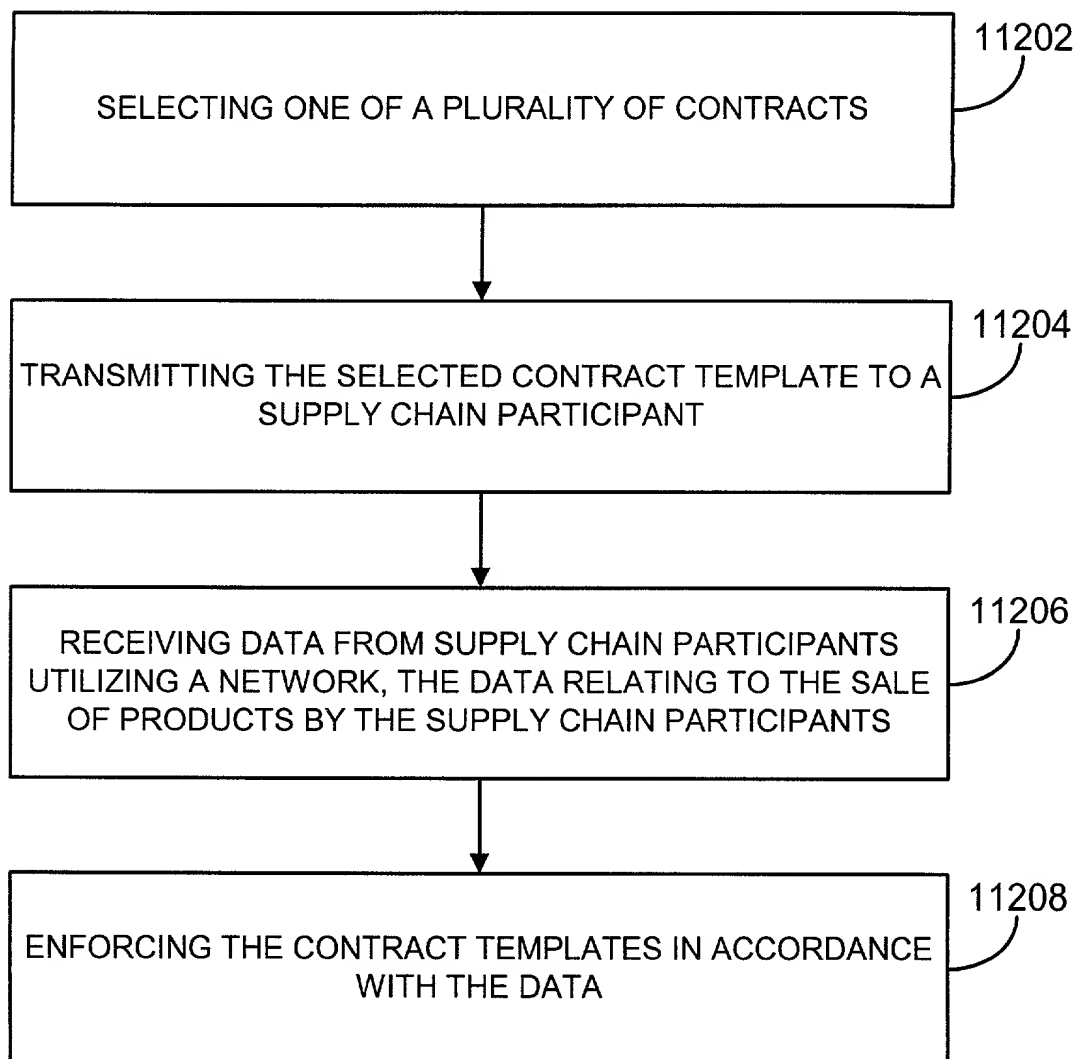 11202
SELECTING ONE OF A PLURALITY OF CONTRACTS
11204
TRANSMITTING THE SELECTED CONTRACT TEMPLATE TO A
SUPPLY CHAIN PARTICIPANT
11206
RECEIVING DATA FROM SUPPLY CHAIN PARTICIPANTS
UTILIZING A NETWORK, THE DATA RELATING TO THE SALE
OF PRODUCTS BY THE SUPPLY CHAIN PARTICIPANTS
11208
ENFORCING THE CONTRACT TEMPLATES IN ACCORDANCE
WITH THE DATA